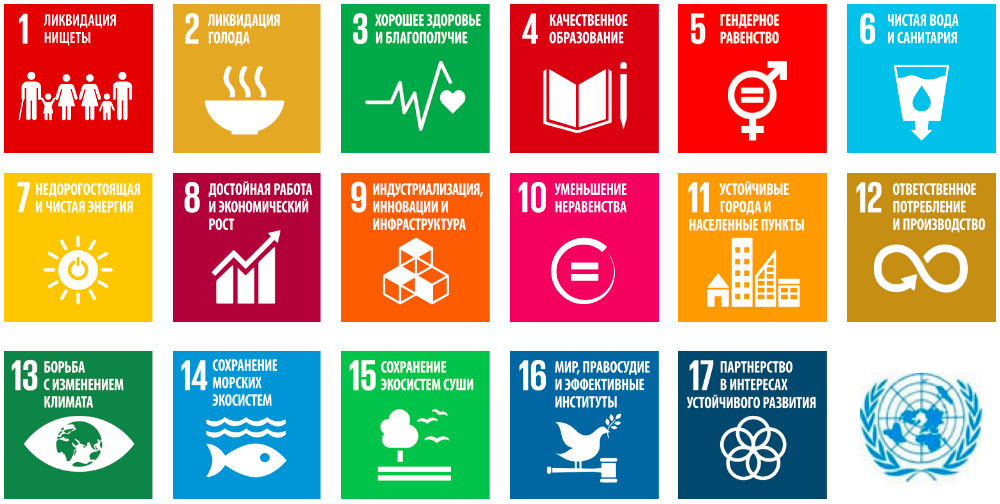 1 ЛИКВИДАЦИЯ
НИЩЕТЫ
2 ЛИКВИДАЦИЯ
ГОЛОДА
3 ХОРОШЕЕ ЗДОРОВЬЕ
И БЛАГОПОЛУЧИЕ
4 КАЧЕСТВЕННОЕ
ОБРАЗОВАНИЕ
5 ГЕНДЕРНОЕ
РАВЕНСТВО
6 ЧИСТАЯ ВОДА
И САНИТАРИЯ
7 НЕДОРОГОСТОЯЩАЯ
И ЧИСТАЯ ЭНЕРГИЯ
8 ДОСТОЙНАЯ РАБОТА
И ЭКОНОМИЧЕСКИЙ
РОСТ
9 ИНДУСТРИАЛИЗАЦИЯ,
ИННОВАЦИИ И
ИНФРАСТРУКТУРА
10 УМЕНЬШЕНИЕ
НЕРАВЕНСТВА
11 УСТОЙЧИВЫЕ
ГОРОДА И
НАСЕЛЕННЫЕ ПУНКТЫ
12 ОТВЕТСТВЕННОЕ
ПОТРЕБЛЕНИЕ
И ПРОИЗВОДСТВО
13 БОРЬБА
С ИЗМЕНЕНИЕМ
КЛИМАТА
14 СОХРАНЕНИЕ
МОРСКИХ
ЭКОСИСТЕМ
15 СОХРАНЕНИЕ
ЭКОСИСТЕМ СУШИ
16 МИР, ПРАВОСУДИЕ
И ЭФФЕКТИВНЫЕ
ИНСТИТУТЫ
17 ПАРТНЕРСТВО
В ИНТЕРЕСАХ
УСТОЙЧИВОГО РАЗВИТИЯ